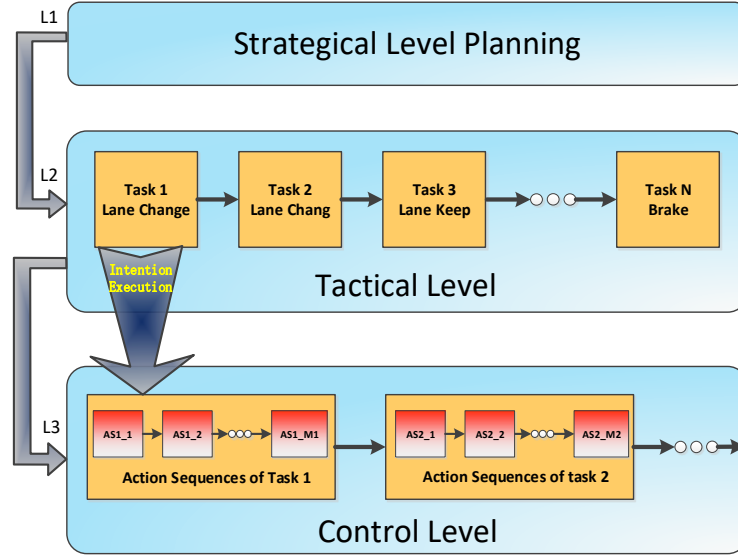 L1
Strategical Level Planning
L2
Task 1
Lane Change
Task 2
Lane Chang
Task 3
Lane Keep
Task N
Brake
Intention
Execution
Tactical Level
L3
AS1_1
AS1_2
AS1_M1
Action Sequences of Task 1
AS2_1
AS2_2
AS2_M2
Action Sequences of task 2
Control Level